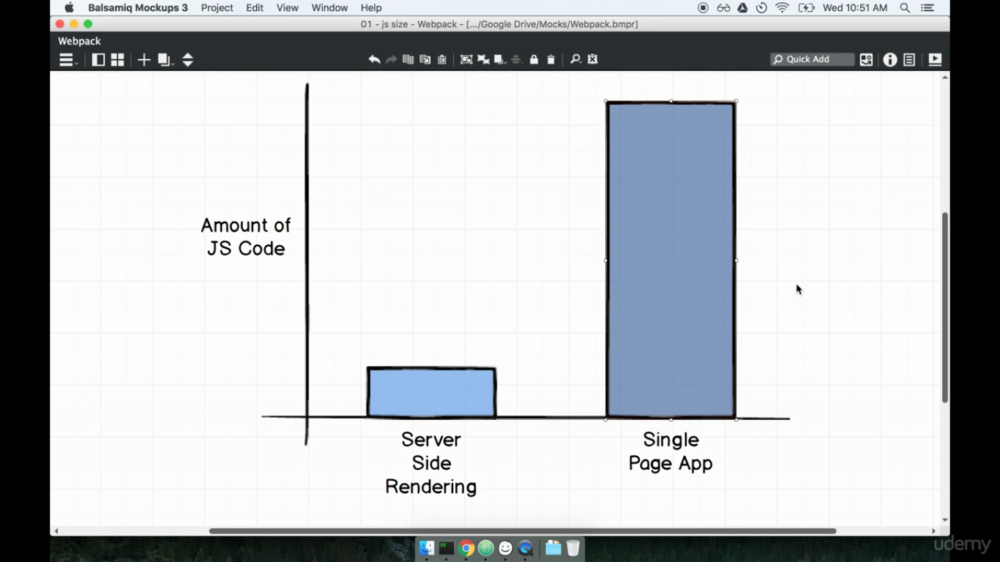 Balsamiq Mockups 3 Project Edit View Window Help Wed 10:51 AM
01 - js size - Webpack - [.../Google Drive/Mocks/Webpack.bmpr]
Webpack
Quick Add
Amount of
JS Code
Server
Side
Rendering
Single
Page App
udemy